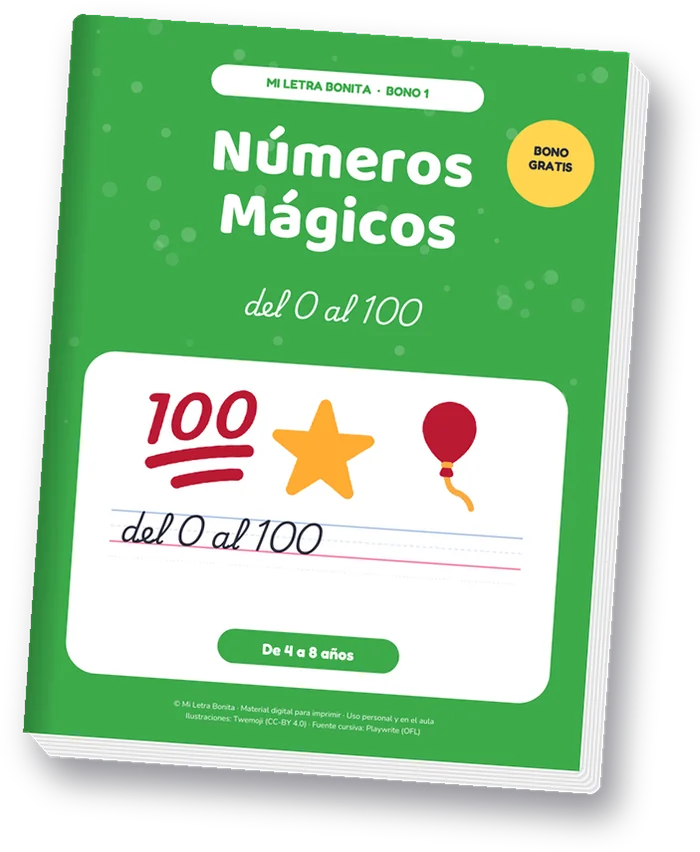 MI LETRA BONITA · BONO 1
BONO
GRATIS
Números
Mágicos
del 0 al 100
100
del 0 al 100
De 4 a 8 años
© Mi Letra Bonita · Material digital para imprimir · Uso personal y en el aula
Ilustraciones: Twemoji (CC-BY 4.0) · Fuente cursiva: Playwrite (OFL)